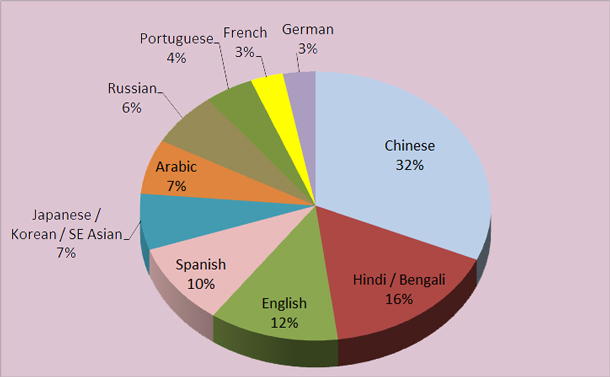 German
3%
French
3%
Portuguese
4%
Russian
6%
Arabic
7%
Japanese /
Korean / SE Asian
7%
Spanish
10%
English
12%
Hindi / Bengali
16%
Chinese
32%